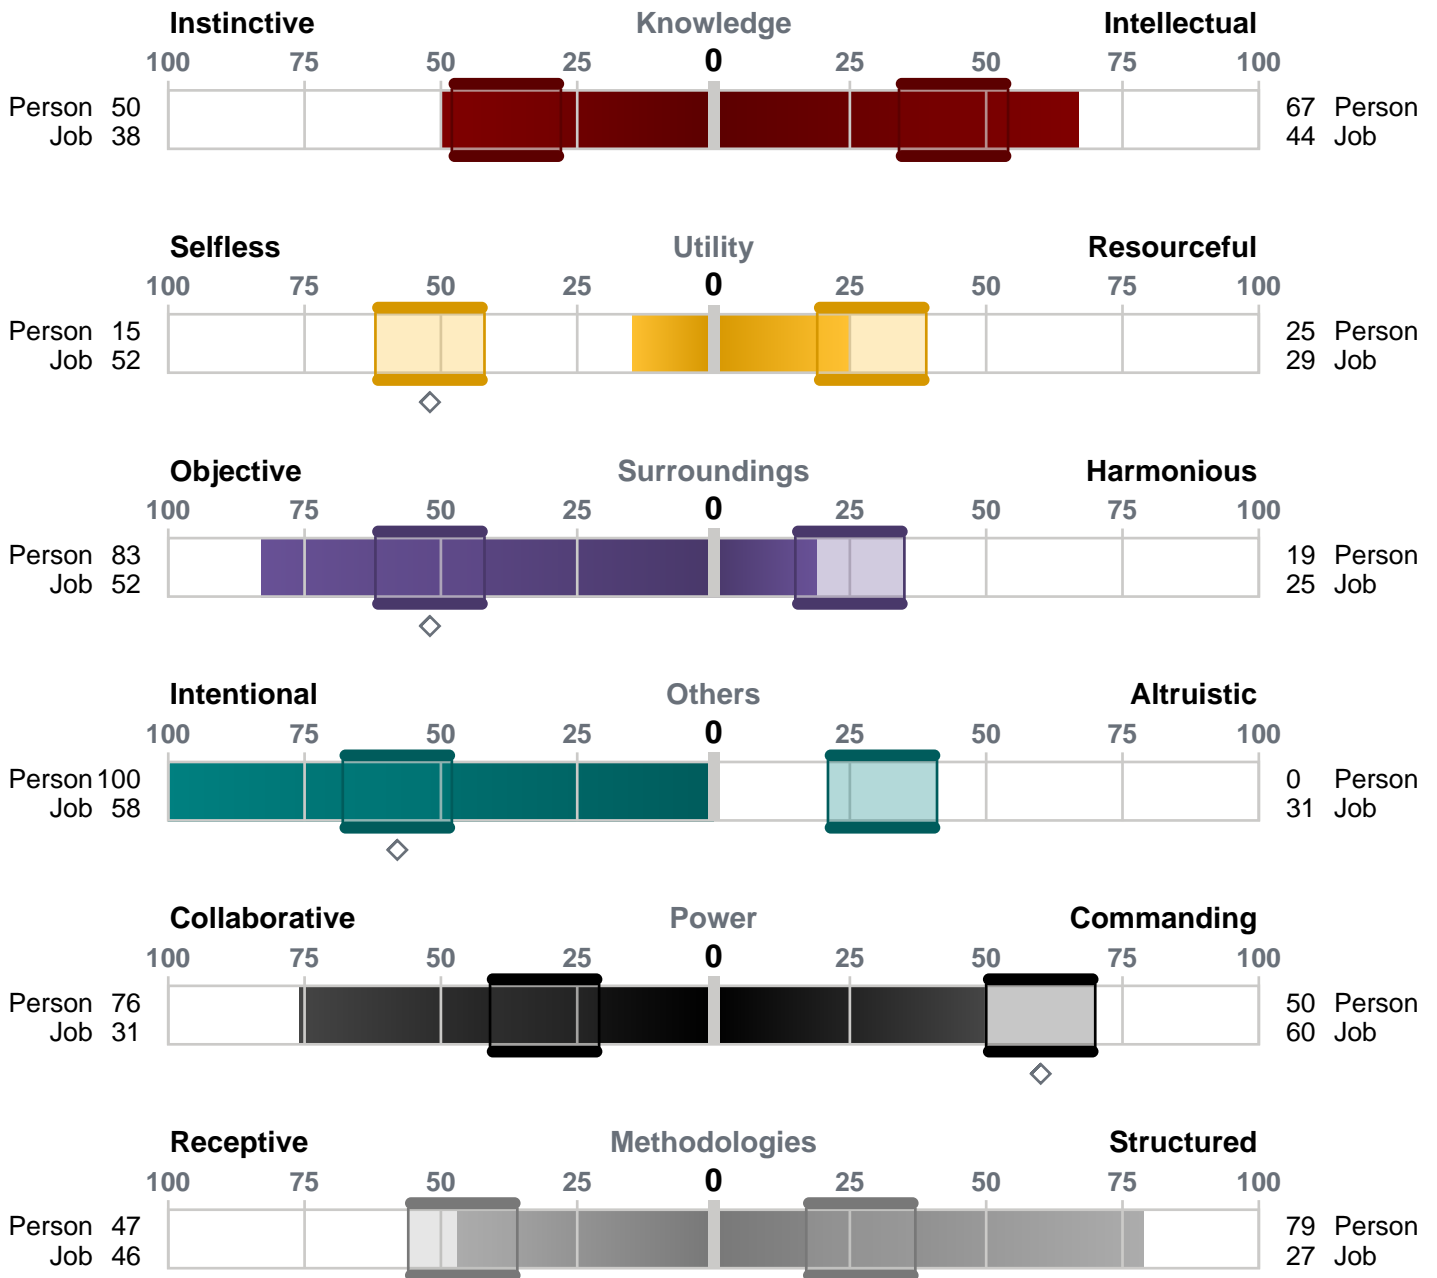 Instinctive Knowledge Intellectual
100 75 50 25 0 25 50 75 100
Person 50 67 Person
Job 38 44 Job
Selfless Utility Resourceful
100 75 50 25 0 25 50 75 100
Person 15 25 Person
Job 52 29 Job
Objective Surroundings Harmonious
100 75 50 25 0 25 50 75 100
Person 83 19 Person
Job 52 25 Job
Intentional Others Altruistic
100 75 50 25 0 25 50 75 100
Person 100 0 Person
Job 58 31 Job
Collaborative Power Commanding
100 75 50 25 0 25 50 75 100
Person 76 50 Person
Job 31 60 Job
Receptive Methodologies Structured
100 75 50 25 0 25 50 75 100
Person 47 79 Person
Job 46 27 Job